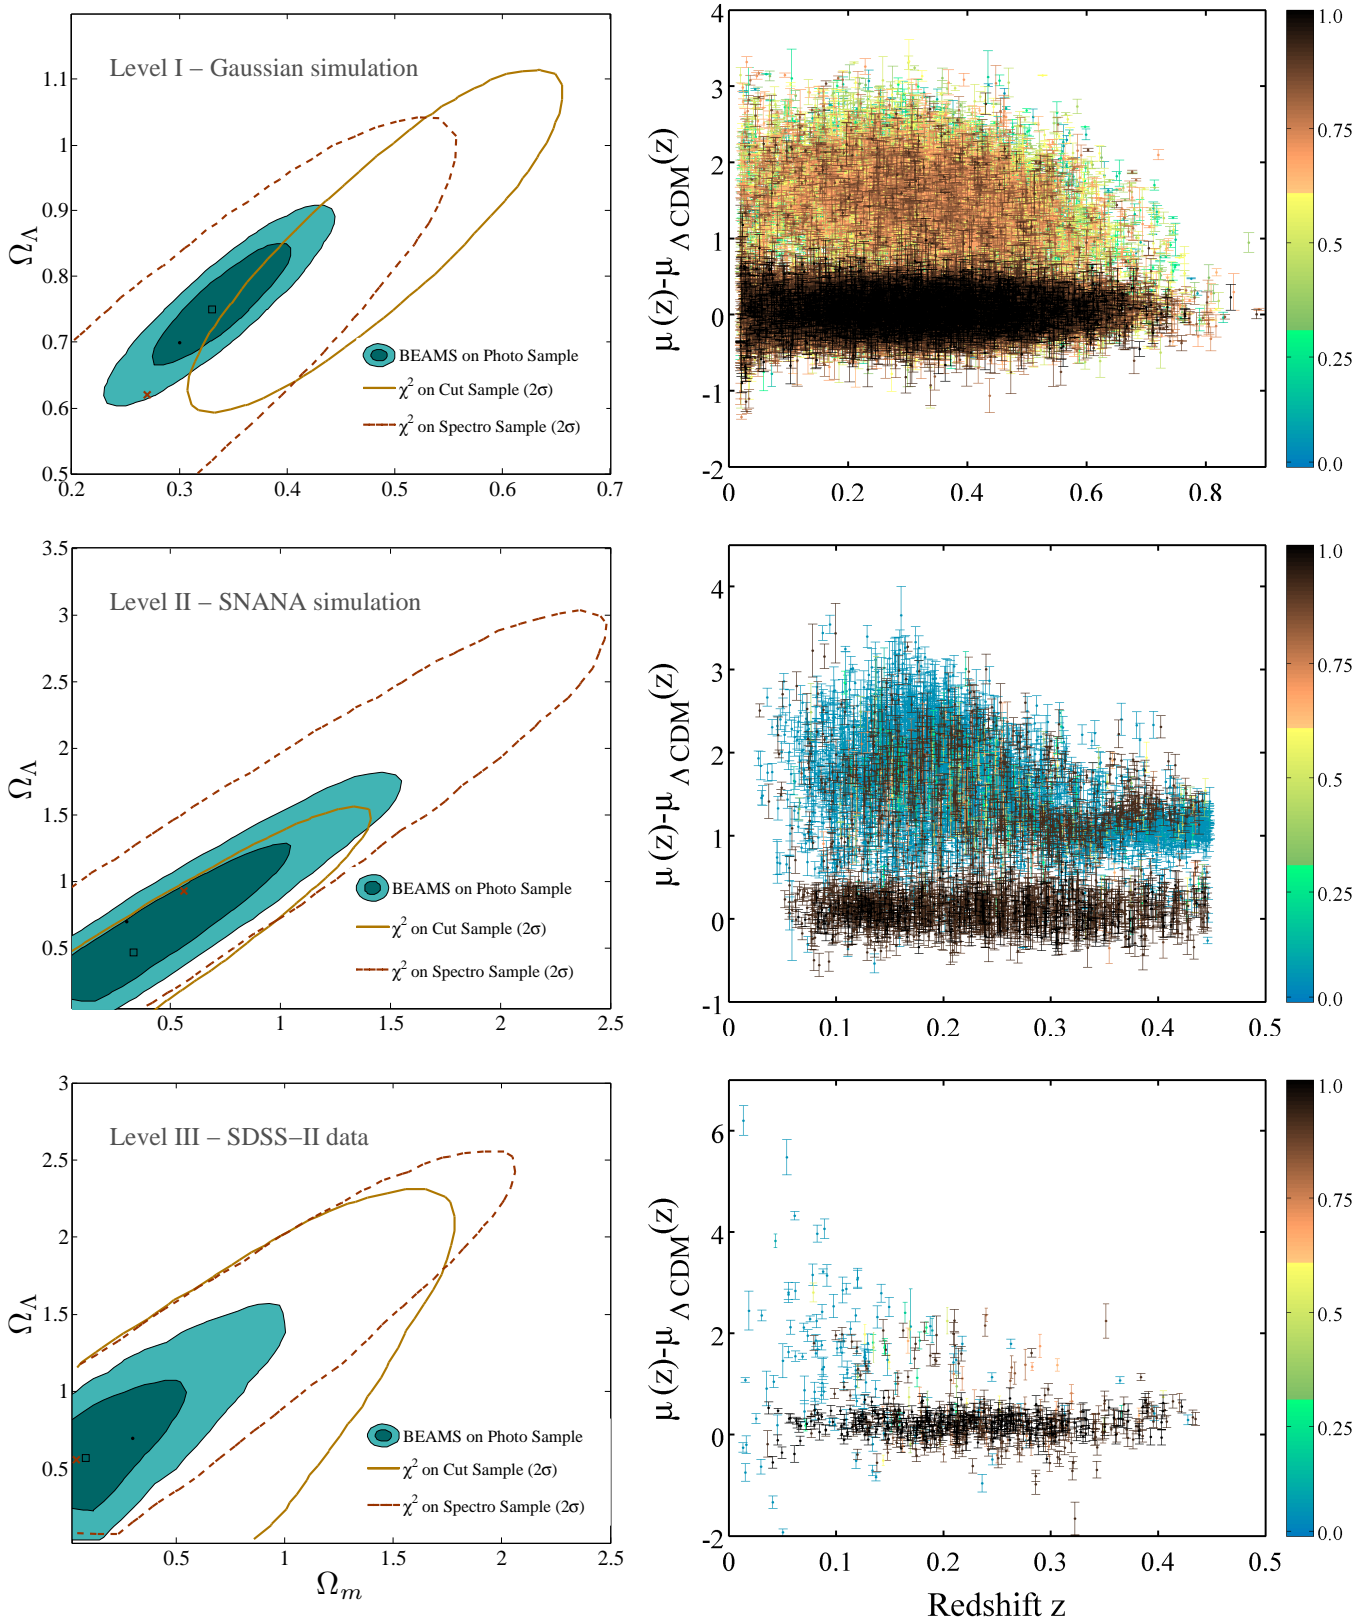 Level I – Gaussian simulation
1.1
1
0.9
0.8
0.7
0.6
0.5
Ω_Λ
0.2 0.3 0.4 0.5 0.6 0.7
BEAMS on Photo Sample
χ² on Cut Sample (2σ)
χ² on Spectro Sample (2σ)
4
3
2
1
0
-1
-2
μ(z)-μ_ΛCDM(z)
0 0.2 0.4 0.6 0.8
1.0
0.75
0.5
0.25
0.0
Level II – SNANA simulation
3.5
3
2.5
2
1.5
1
0.5
Ω_Λ
0.5 1 1.5 2 2.5
BEAMS on Photo Sample
χ² on Cut Sample (2σ)
χ² on Spectro Sample (2σ)
4
3
2
1
0
-1
μ(z)-μ_ΛCDM(z)
0 0.1 0.2 0.3 0.4 0.5
1.0
0.75
0.5
0.25
0.0
Level III – SDSS–II data
3
2.5
2
1.5
1
0.5
Ω_Λ
0.5 1 1.5 2 2.5
Ω_m
BEAMS on Photo Sample
χ² on Cut Sample (2σ)
χ² on Spectro Sample (2σ)
6
4
2
0
-2
μ(z)-μ_ΛCDM(z)
0 0.1 0.2 0.3 0.4 0.5
Redshift z
1.0
0.75
0.5
0.25
0.0